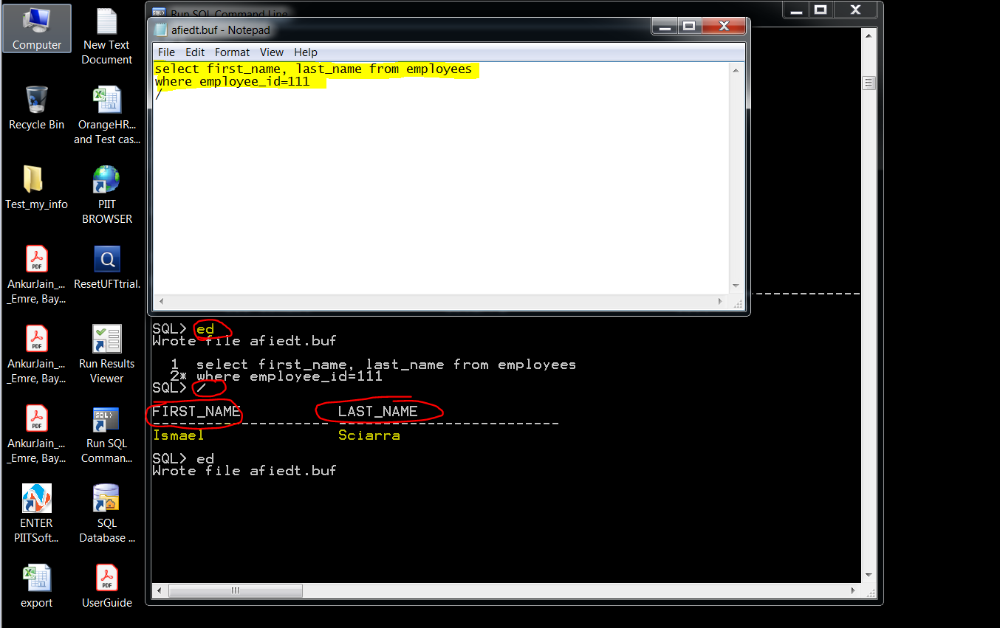 Computer
New Text
Document
Recycle Bin
OrangeHR...
and Test cas...
Test_my_info
PIIT
BROWSER
AnkurJain_...
_Emre, Bay...
ResetUFTtrial.
AnkurJain_...
_Emre, Bay...
Run Results
Viewer
AnkurJain_...
_Emre, Bay...
Run SQL
Comman...
ENTER
PIITSoft...
SQL
Database ...
export
UserGuide
Run SQL Command Line
afiedt.buf - Notepad
File Edit Format View Help
select first_name, last_name from employees
where employee_id=111
/
SQL> ed
Wrote file afiedt.buf
1 select first_name, last_name from employees
2* where employee_id=111
SQL> /
FIRST_NAME LAST_NAME
-------------------- -------------------------
Ismael Sciarra
SQL> ed
Wrote file afiedt.buf